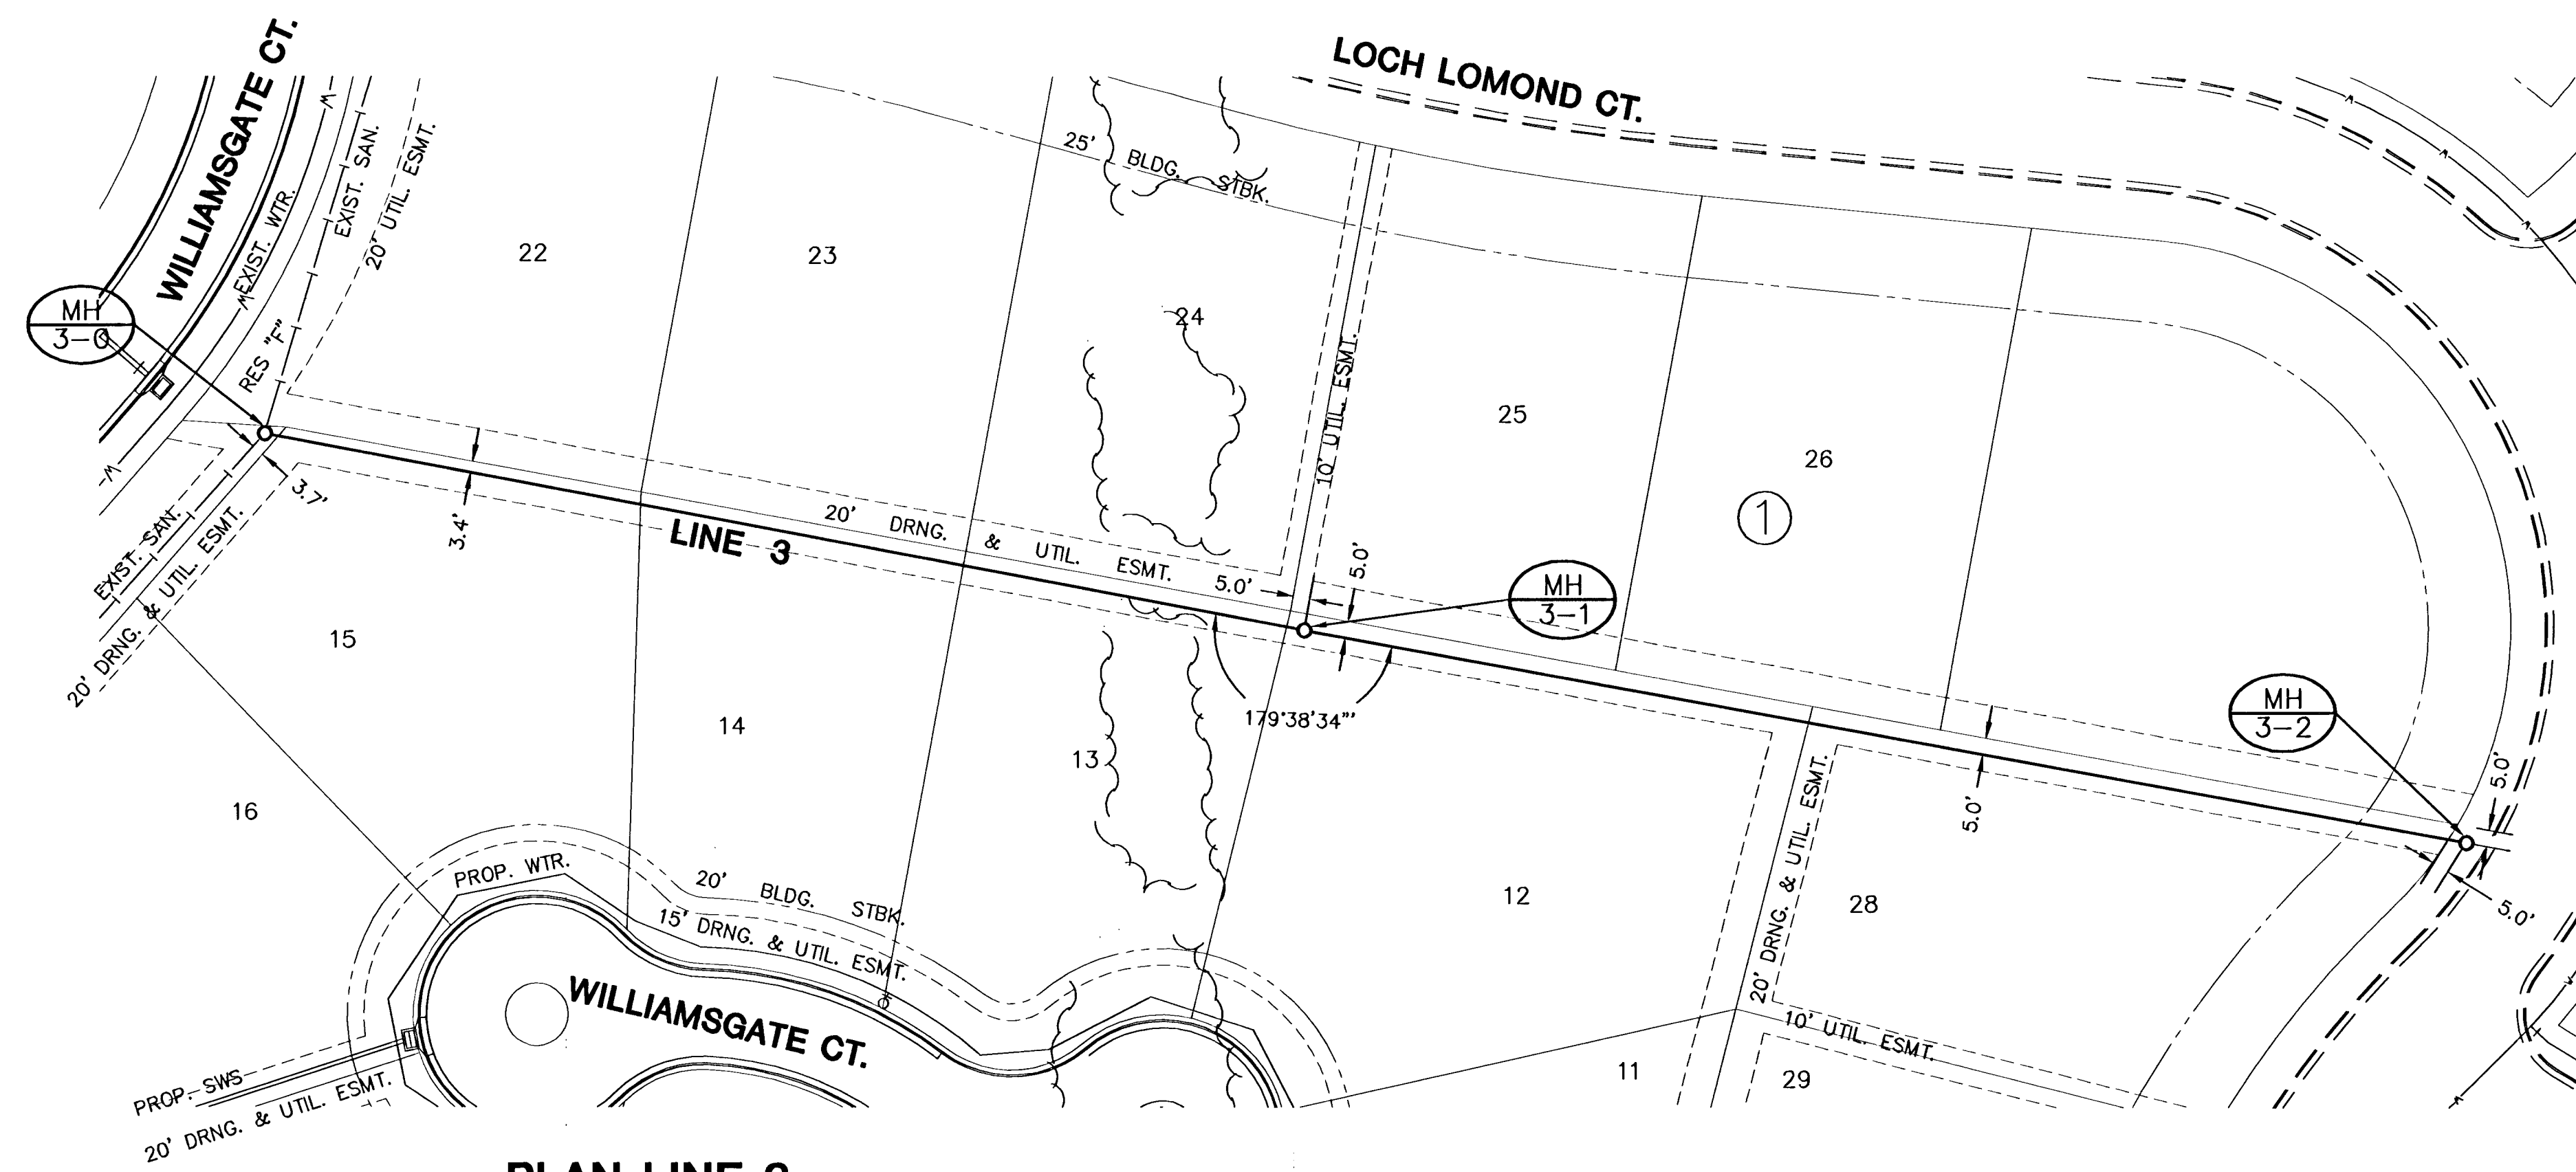 LOCH LOMOND CT.
WILLIAMSGATE CT.
W
EXIST. SAN.
20' UTIL. ESMT.
25' BLDG. STBK.
EXIST. WTR.
W
22
23
24
MH
3-0
RES "F"
10' UTIL. ESMT.
25
26
1
W
3.7'
3.4'
EXIST. SAN.
20' DRNG. & UTIL. ESMT.
LINE 3
20' DRNG. & UTIL. ESMT.
5.0'
5.0'
MH
3-1
15
14
13
179°38'34"'
MH
3-2
5.0'
5.0'
5.0'
16
12
28
20' DRNG. & UTIL. ESMT.
PROP. WTR.
20' BLDG. STBK.
15' DRNG. & UTIL. ESMT.
WILLIAMSGATE CT.
10' UTIL. ESMT.
11
29
PROP. SWS
20' DRNG. & UTIL. ESMT.